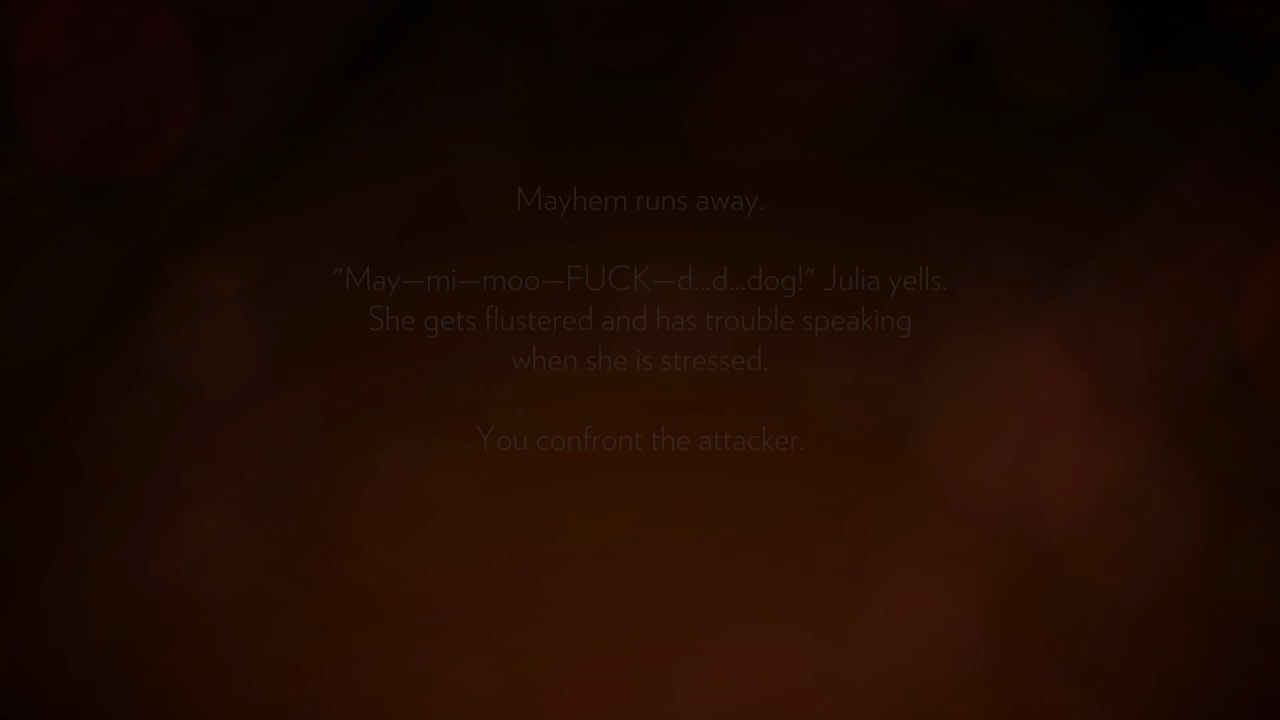 Mayhem runs away.
“May—mi—moo—FUCK—d...d...dog!” Julia yells.
She gets flustered and has trouble speaking
when she is stressed.
You confront the attacker.